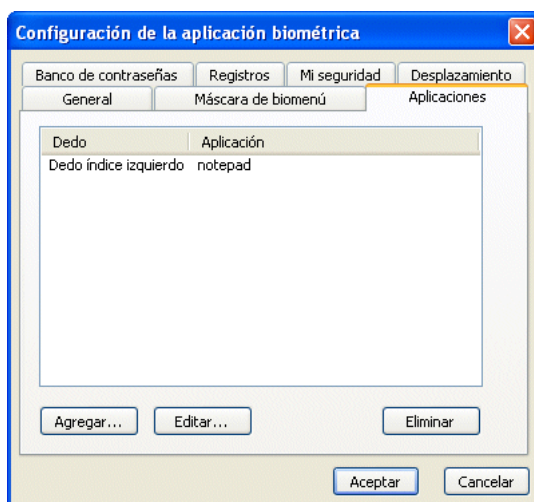 Configuración de la aplicación biométrica
Banco de contraseñas Registros Mi seguridad Desplazamiento
General Máscara de biomenú Aplicaciones
Dedo Aplicación
Dedo índice izquierdo notepad
Agregar... Editar... Eliminar
Aceptar Cancelar